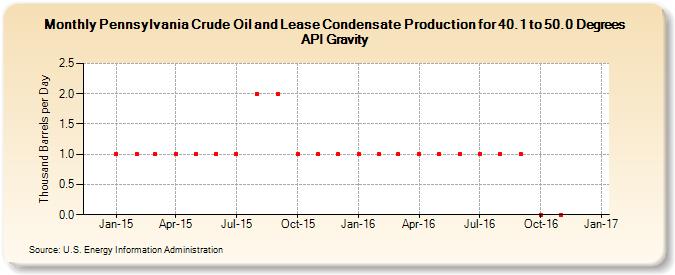 Monthly Pennsylvania Crude Oil and Lease Condensate Production for 40.1 to 50.0 Degrees
API Gravity
Thousand Barrels per Day
2.5
2.0
1.5
1.0
0.5
0.0
Jan-15 Apr-15 Jul-15 Oct-15 Jan-16 Apr-16 Jul-16 Oct-16 Jan-17
Source: U.S. Energy Information Administration